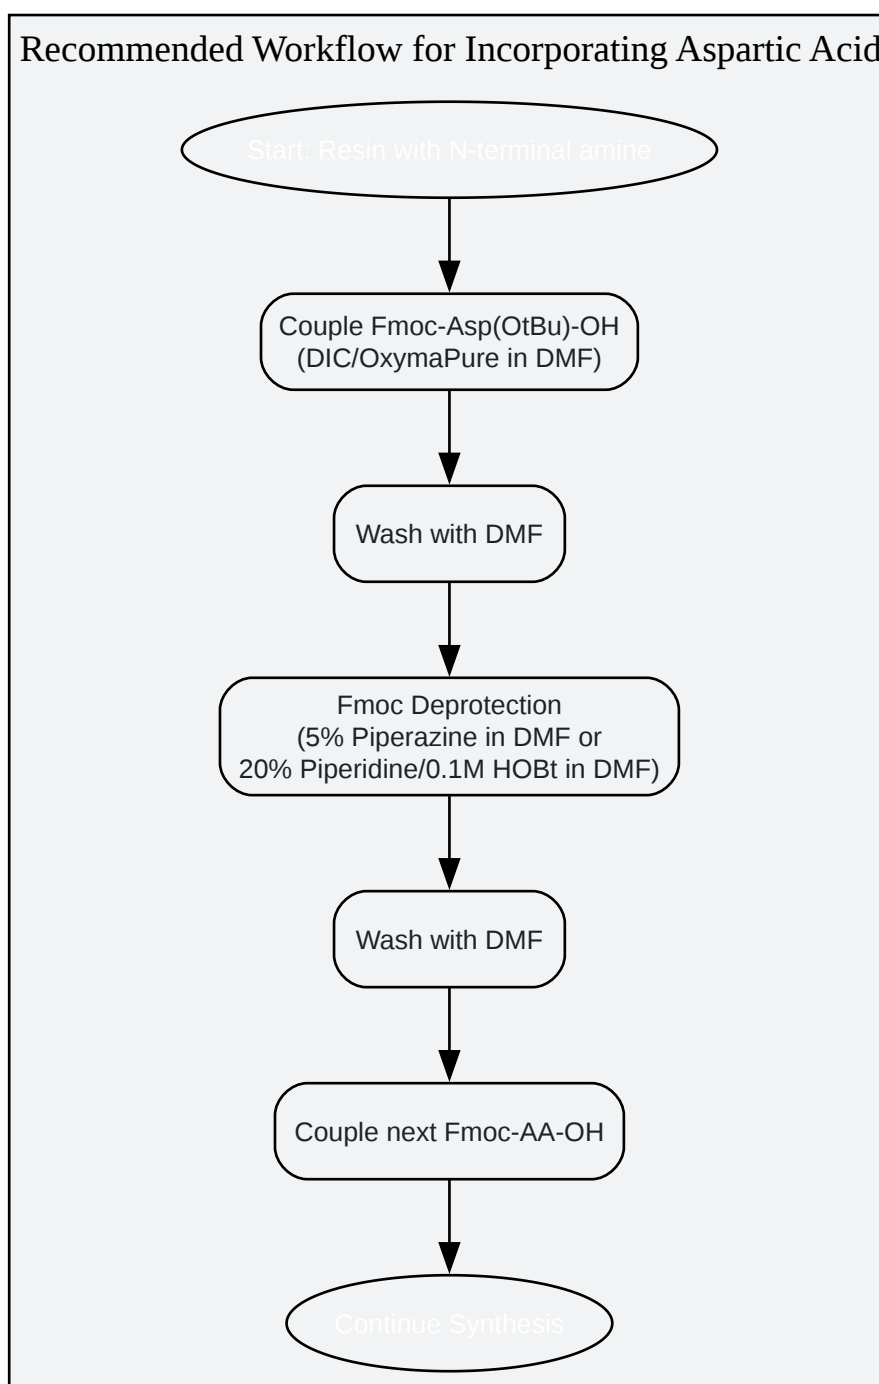 Recommended Workflow for Incorporating Aspartic Acid
Start: Resin with N-terminal amine
Couple Fmoc-Asp(OtBu)-OH
(DIC/OxymaPure in DMF)
Wash with DMF
Fmoc Deprotection
(5% Piperazine in DMF or
20% Piperidine/0.1M HOBt in DMF)
Wash with DMF
Couple next Fmoc-AA-OH
Continue Synthesis